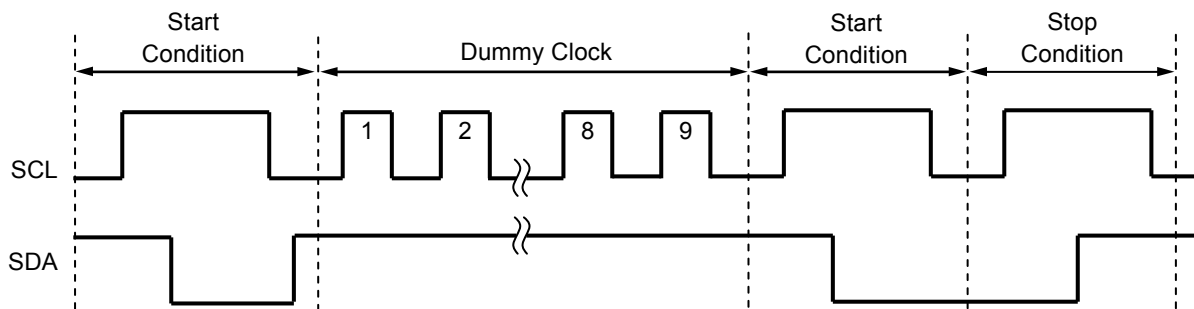 Start
Condition
Dummy Clock
Start
Condition
Stop
Condition
SCL
1
2
8
9
SDA